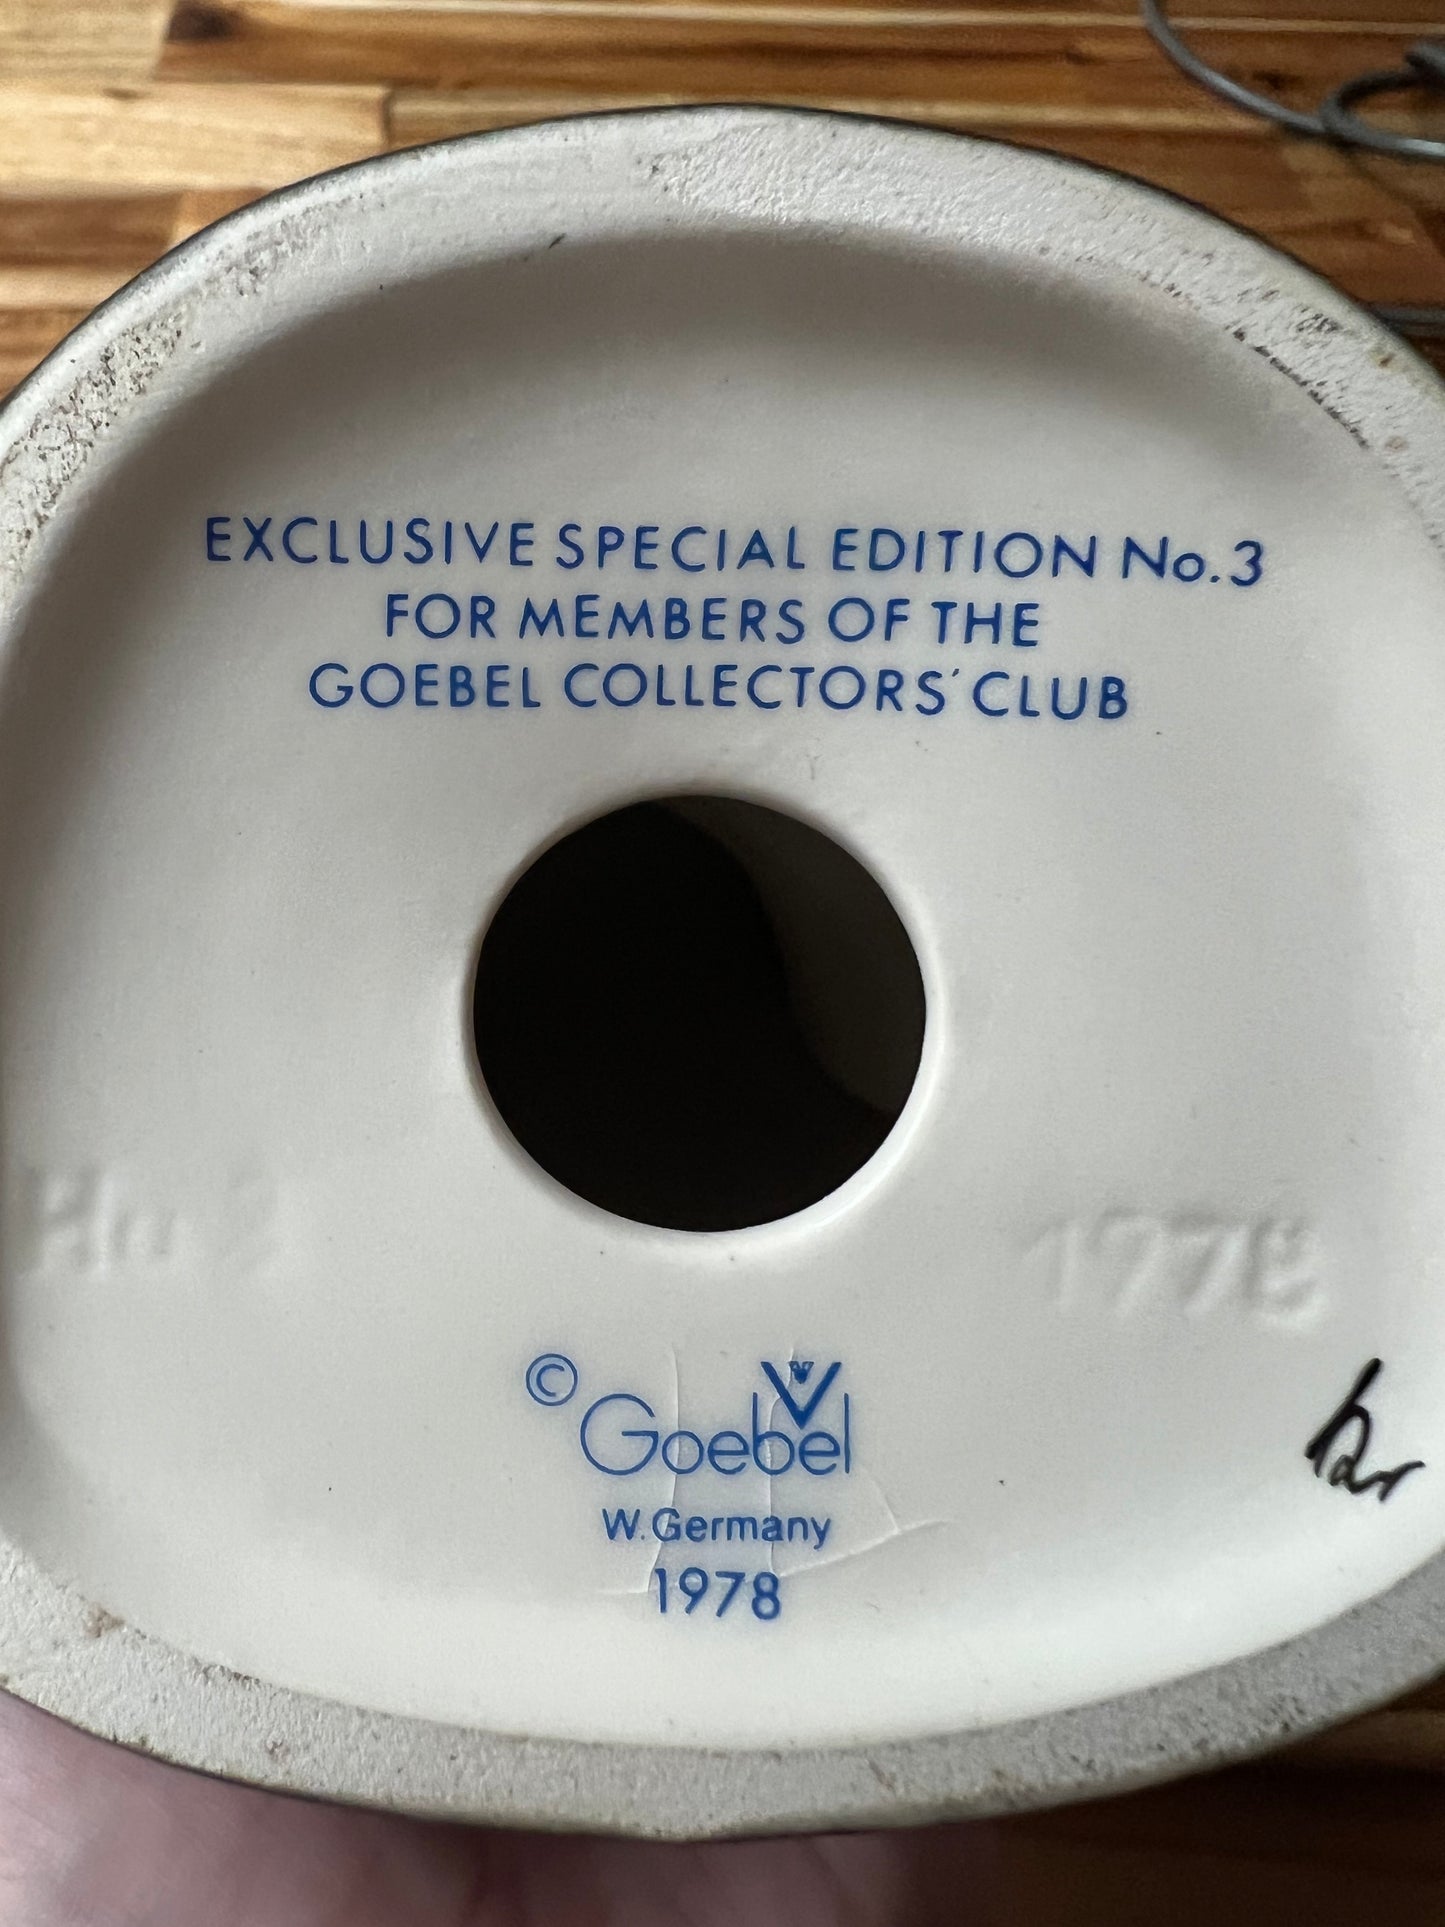 EXCLUSIVE SPECIAL EDITION No. 3
FOR MEMBERS OF THE
GOEBEL COLLECTORS' CLUB
1978
© Goebel
W. Germany
1978